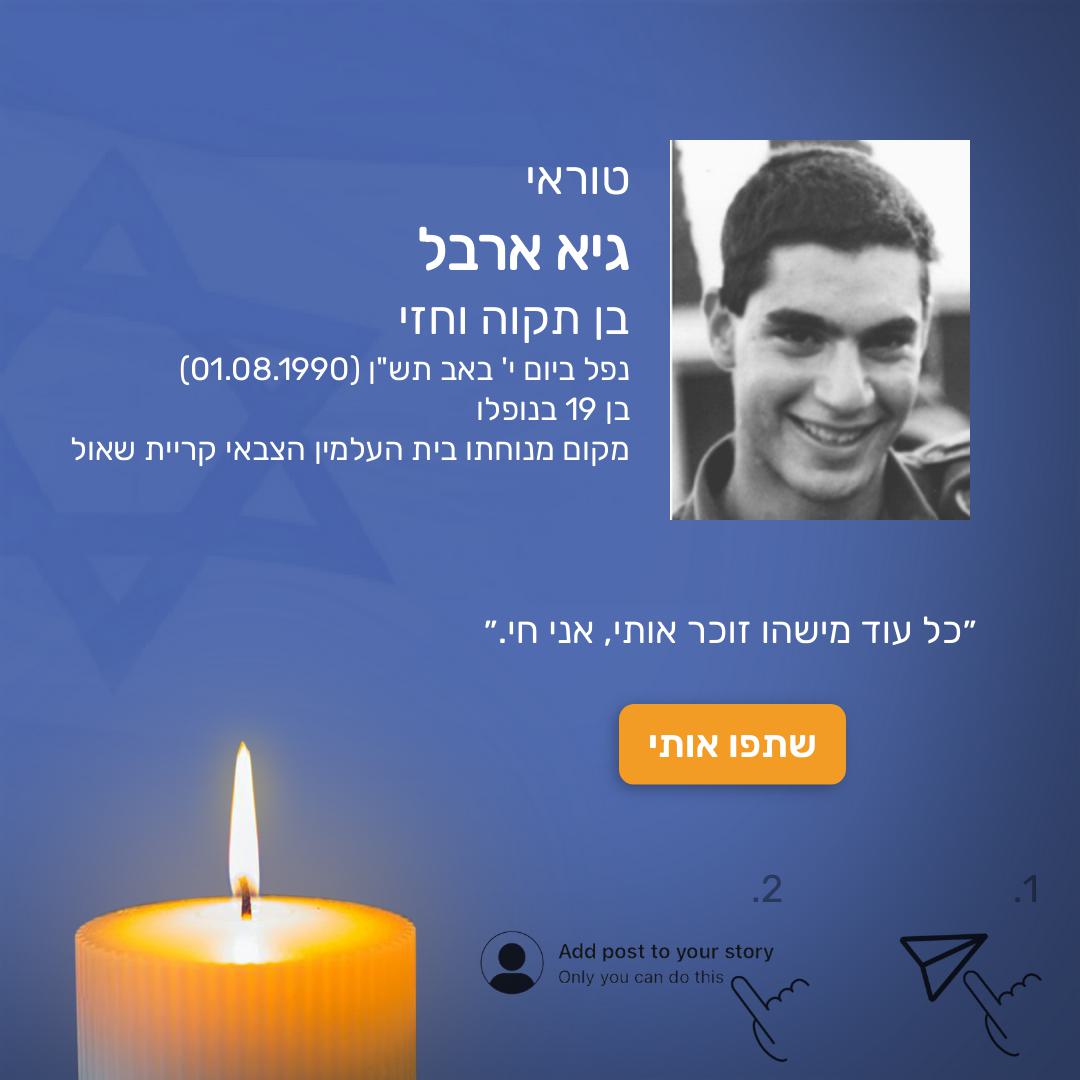 טוראי
גיא ארבל
בן תקוה וחזי
נפל ביום י' באב תש"ן (01.08.1990)
בן 19 בנופלו
מקום מנוחתו בית העלמין הצבאי קריית שאול
״כל עוד מישהו זוכר אותי, אני חי.״
שתפו אותי
.1
.2
Add post to your story
Only you can do this